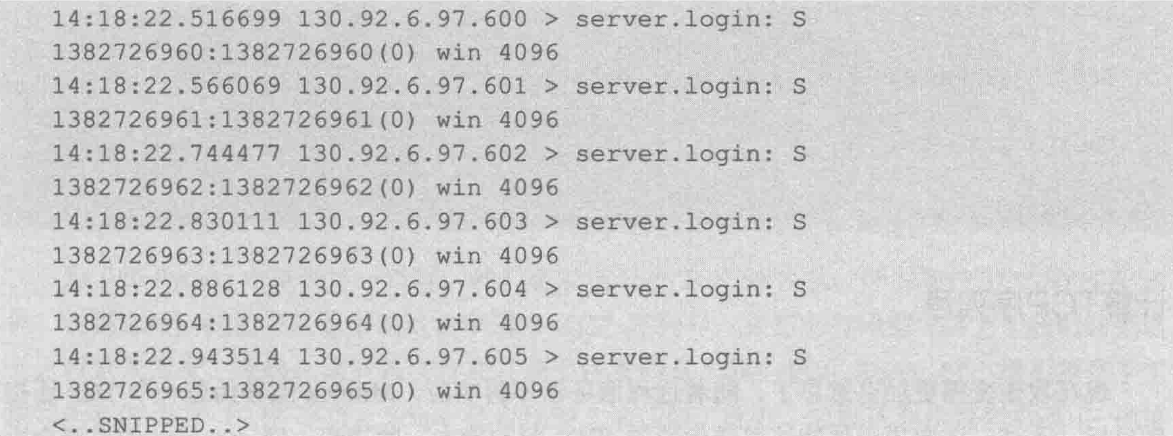 14:18:22.516699 130.92.6.97.600 > server.login: S
1382726960:1382726960(0) win 4096
14:18:22.566069 130.92.6.97.601 > server.login: S
1382726961:1382726961(0) win 4096
14:18:22.744477 130.92.6.97.602 > server.login: S
1382726962:1382726962(0) win 4096
14:18:22.830111 130.92.6.97.603 > server.login: S
1382726963:1382726963(0) win 4096
14:18:22.886128 130.92.6.97.604 > server.login: S
1382726964:1382726964(0) win 4096
14:18:22.943514 130.92.6.97.605 > server.login: S
1382726965:1382726965(0) win 4096
<..SNIPPED..>